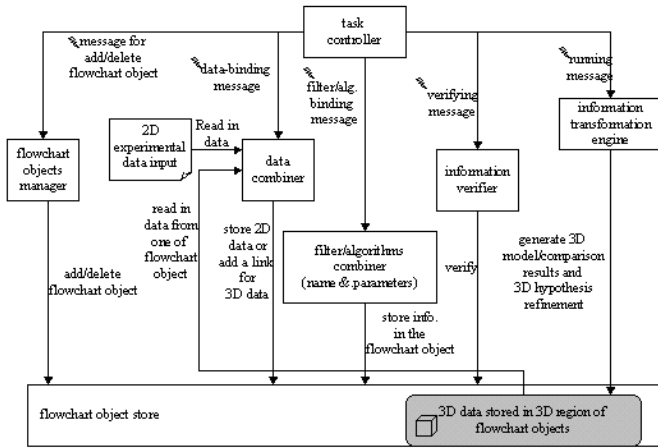 task
controller
message for
add/delete
flowchart object
data-binding
message
filter/alg.
binding
message
verifying
message
running
message
2D
experimental
data input
Read in
data
flowchart
objects
manager
data
combiner
information
verifier
information
transformation
engine
read in
data from
one of
flowchart
object
store 2D
data or
add a link
for
3D data
filter/algorithms
combiner
(name & parameters)
verify
generate 3D
model/comparison
results and
3D hypothesis
refinement
add/delete
flowchart object
store info.
in the
flowchart object
flowchart object store
3D data stored in 3D region of
flowchart objects